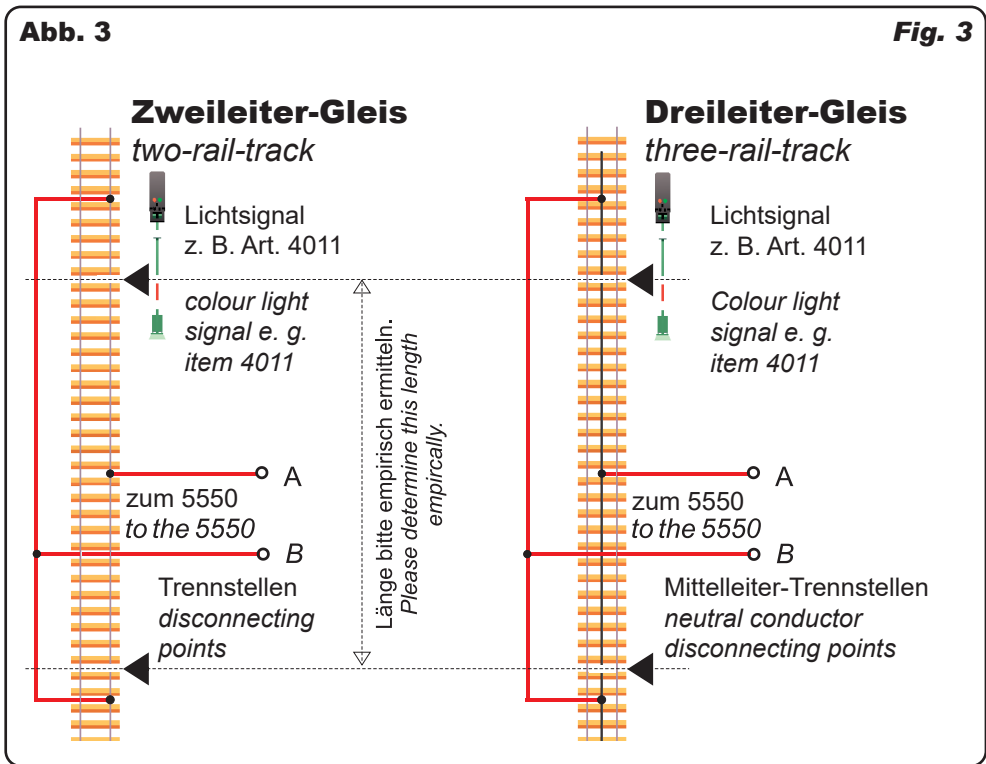 Abb. 3
Fig. 3
Zweileiter-Gleis
two-rail-track
Lichtsignal
z. B. Art. 4011
colour light
signal e. g.
item 4011
A
zum 5550
to the 5550
B
Trennstellen
disconnecting
points
Länge bitte empirisch ermitteln.
Please determine this length
empircally.
Dreileiter-Gleis
three-rail-track
Lichtsignal
z. B. Art. 4011
Colour light
signal e. g.
item 4011
A
zum 5550
to the 5550
B
Mittelleiter-Trennstellen
neutral conductor
disconnecting points